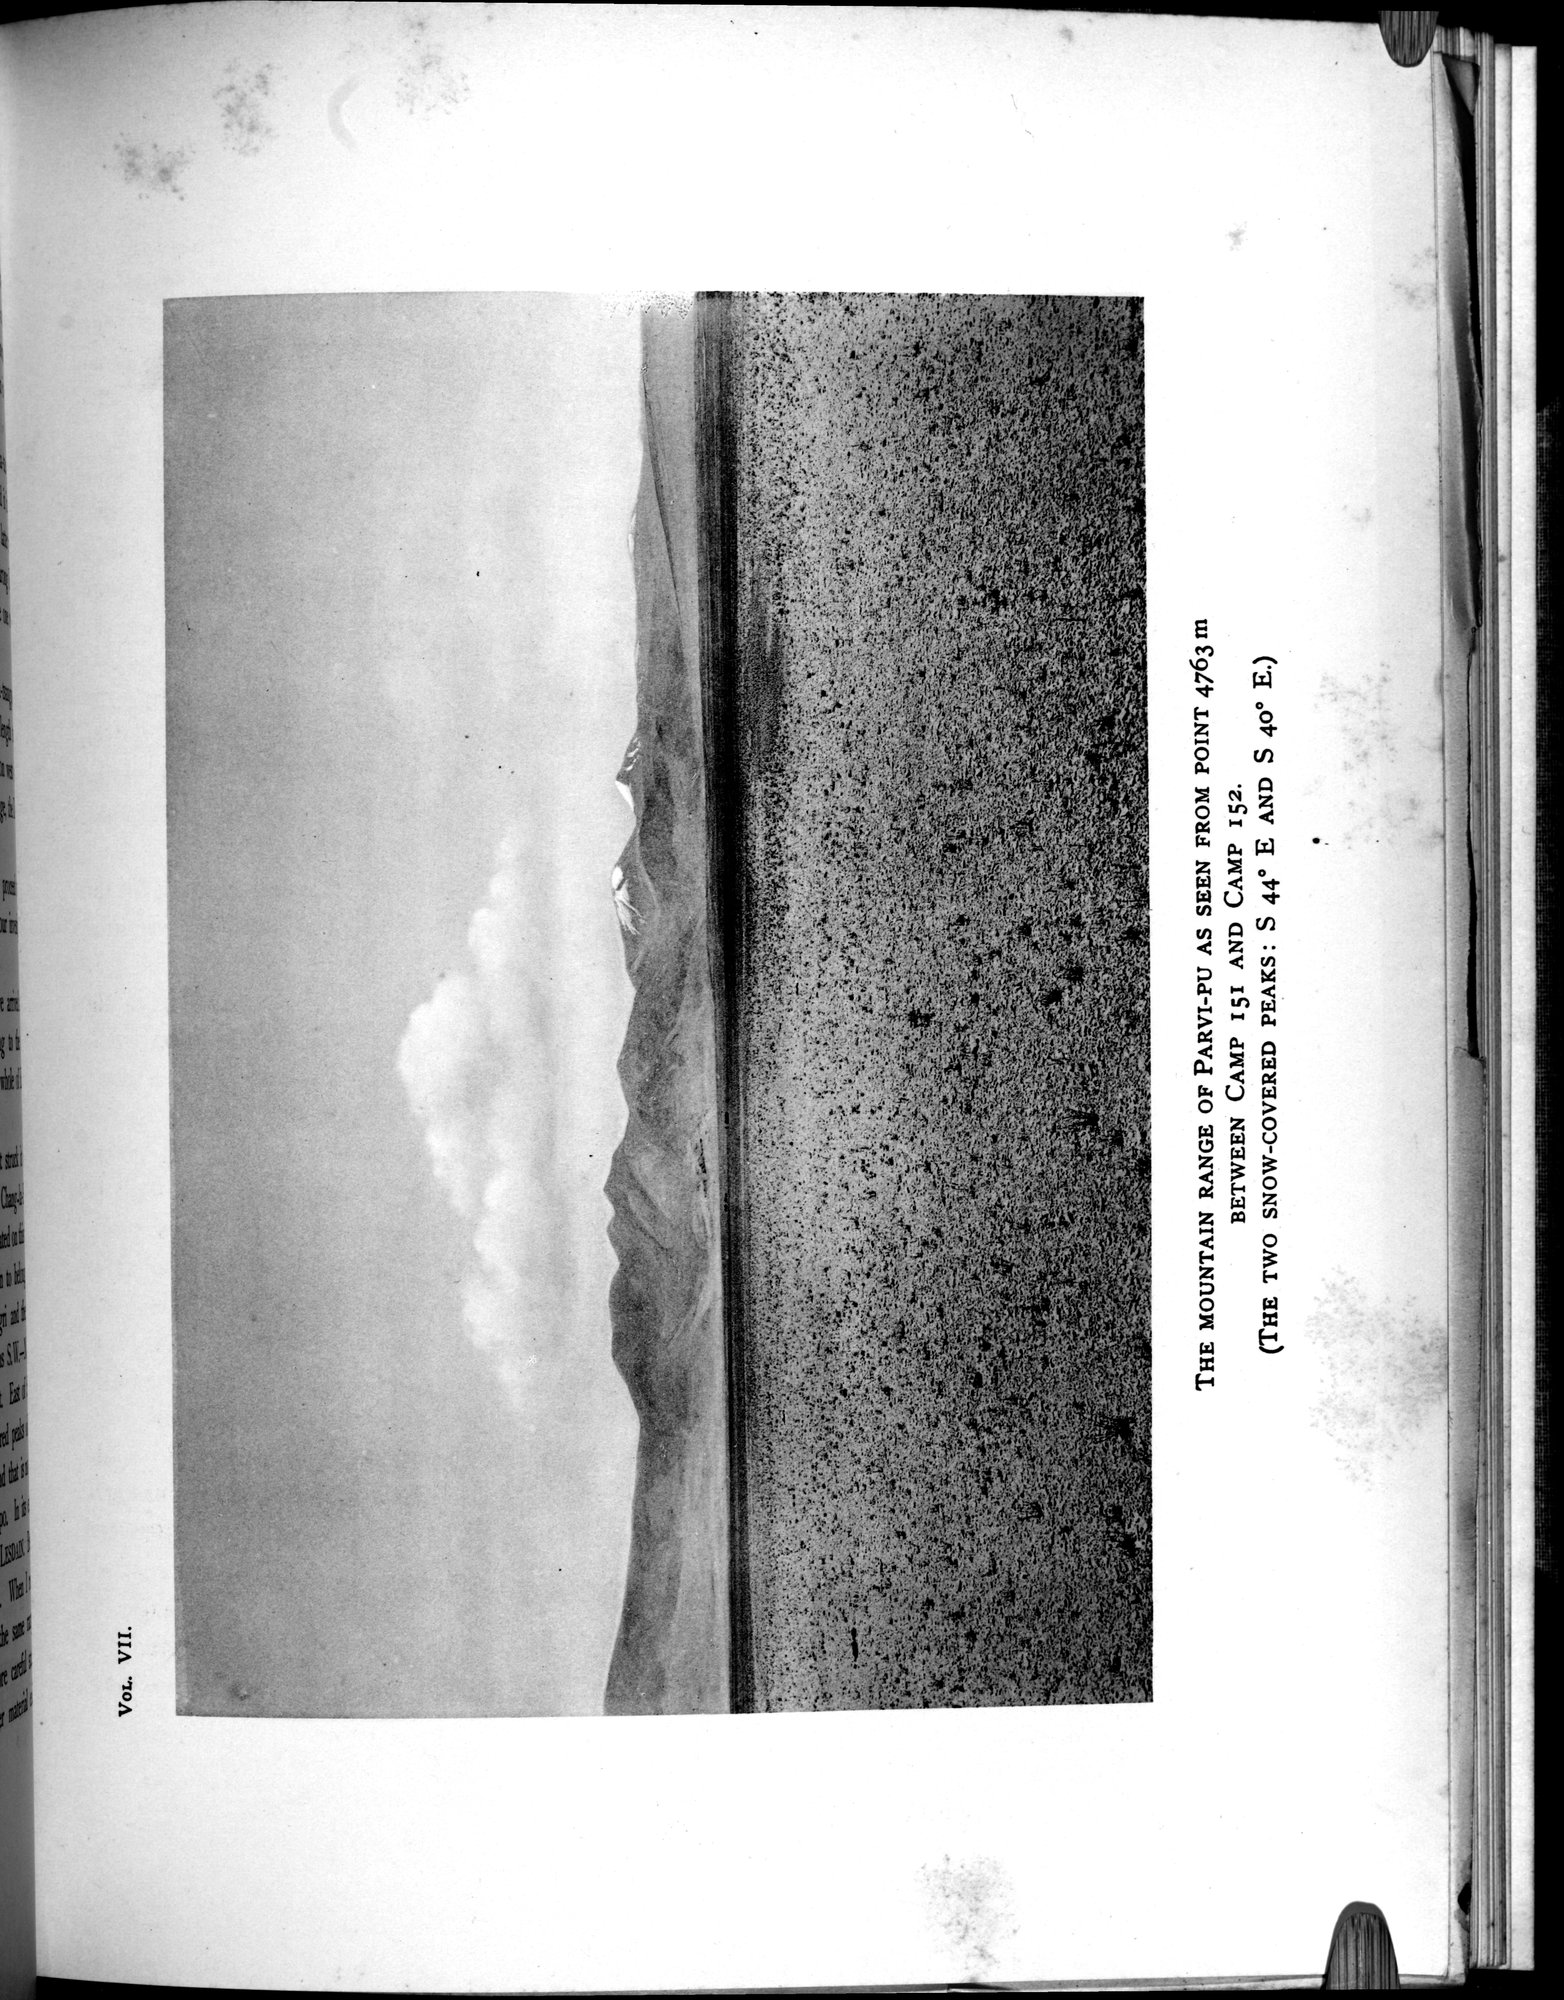 VOL. VII.
THE MOUNTAIN RANGE OF PARVI-PU AS SEEN FROM POINT 4763 m
BETWEEN CAMP 151 AND CAMP 152.
(THE TWO SNOW-COVERED PEAKS: S 44° E AND S 40° E.)